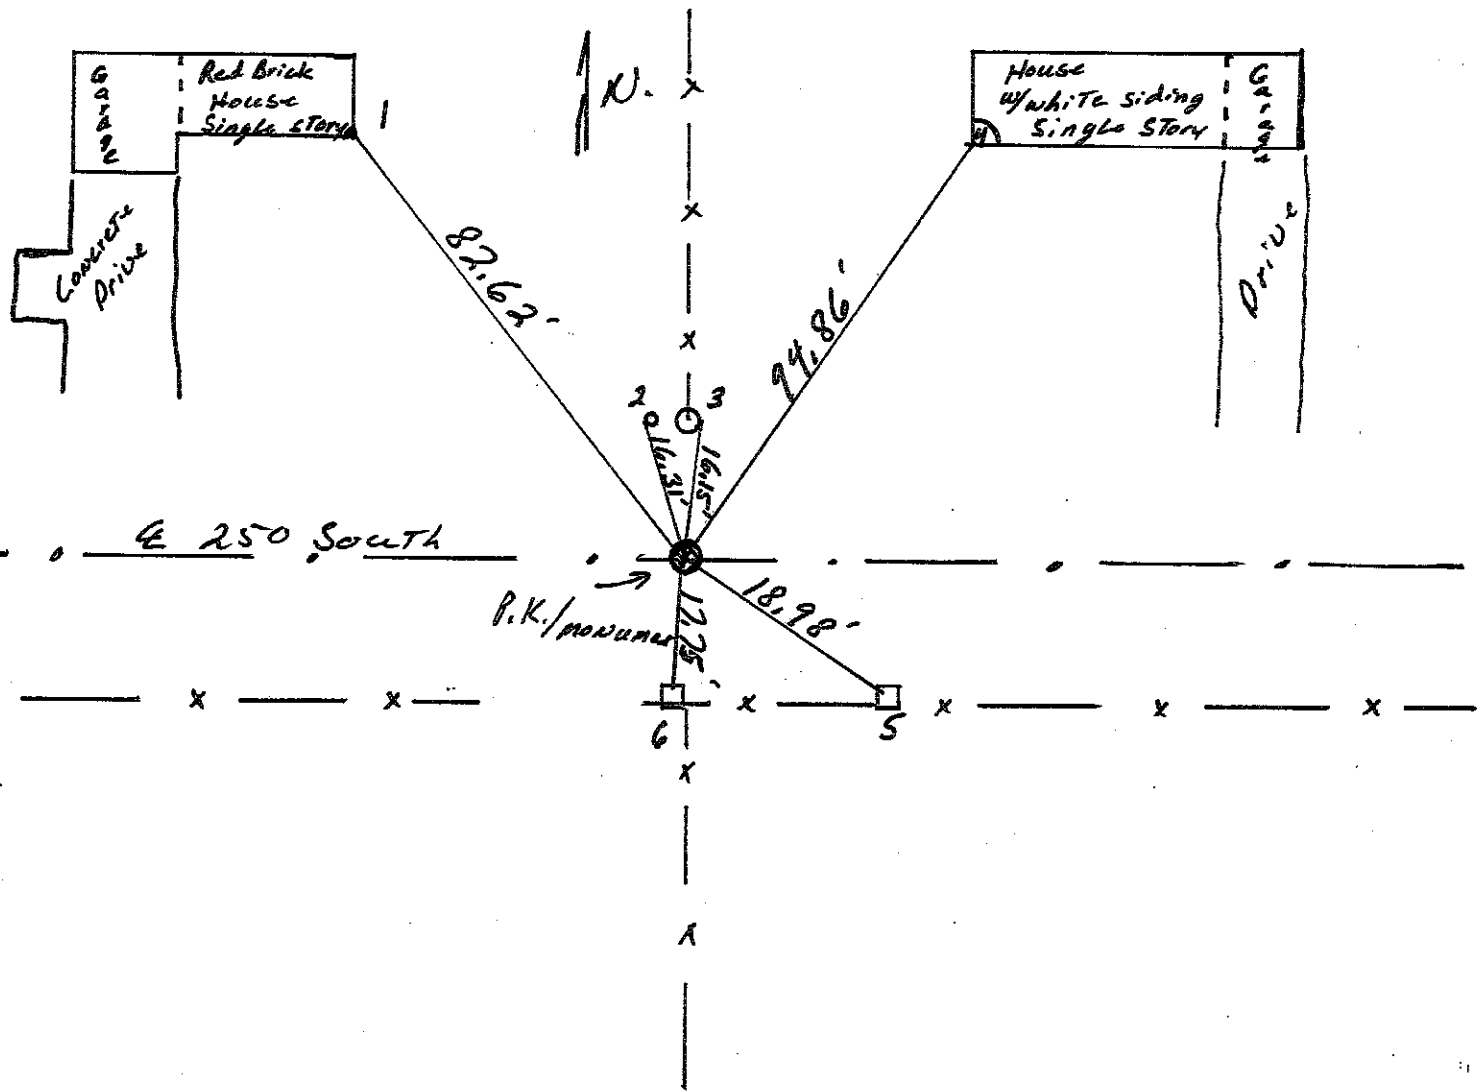 Garage
Red Brick
House
Single story
1
N.
House
w/white siding
Single Story
4
Garage
Concrete
Drive
Drive
82.62'
94.86'
2
3
16.31'
16.15'
℄ 250 South
P.K./monument
17.75'
18.98'
6
5